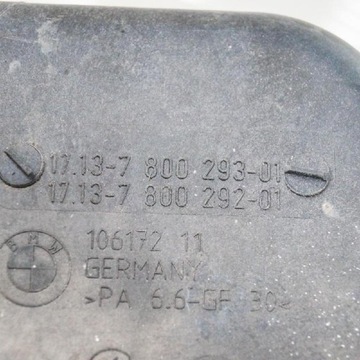 17.13-7 800 293-01
17.13-7 800 292-01
BMW
106172 11
GERMANY
>PA 6.6-GF 30<